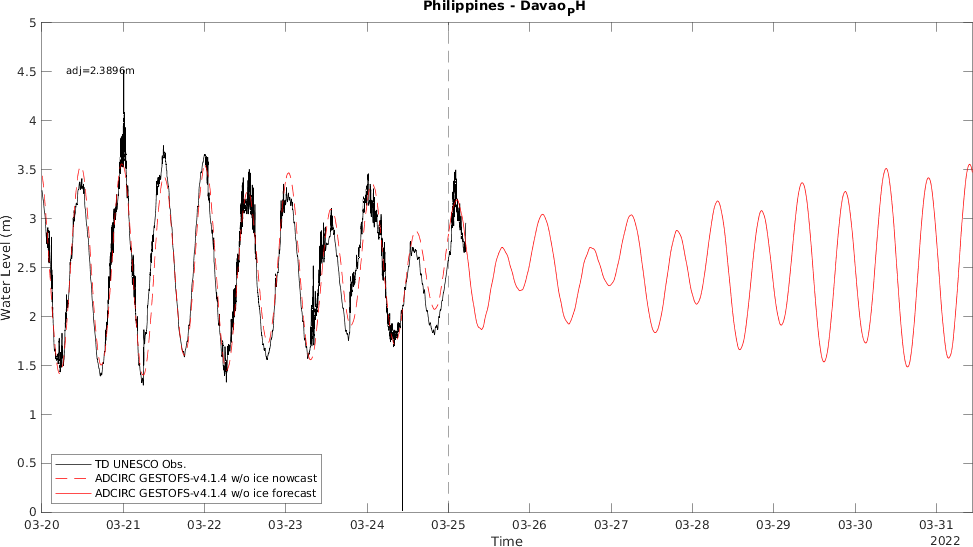 Philippines - Davao_pH
5
4.5
4
3.5
3
2.5
2
1.5
1
0.5
0
Water Level (m)
adj=2.3896m
TD UNESCO Obs.
ADCIRC GESTOFS-v4.1.4 w/o ice nowcast
ADCIRC GESTOFS-v4.1.4 w/o ice forecast
03-20 03-21 03-22 03-23 03-24 03-25 03-26 03-27 03-28 03-29 03-30 03-31
Time
2022